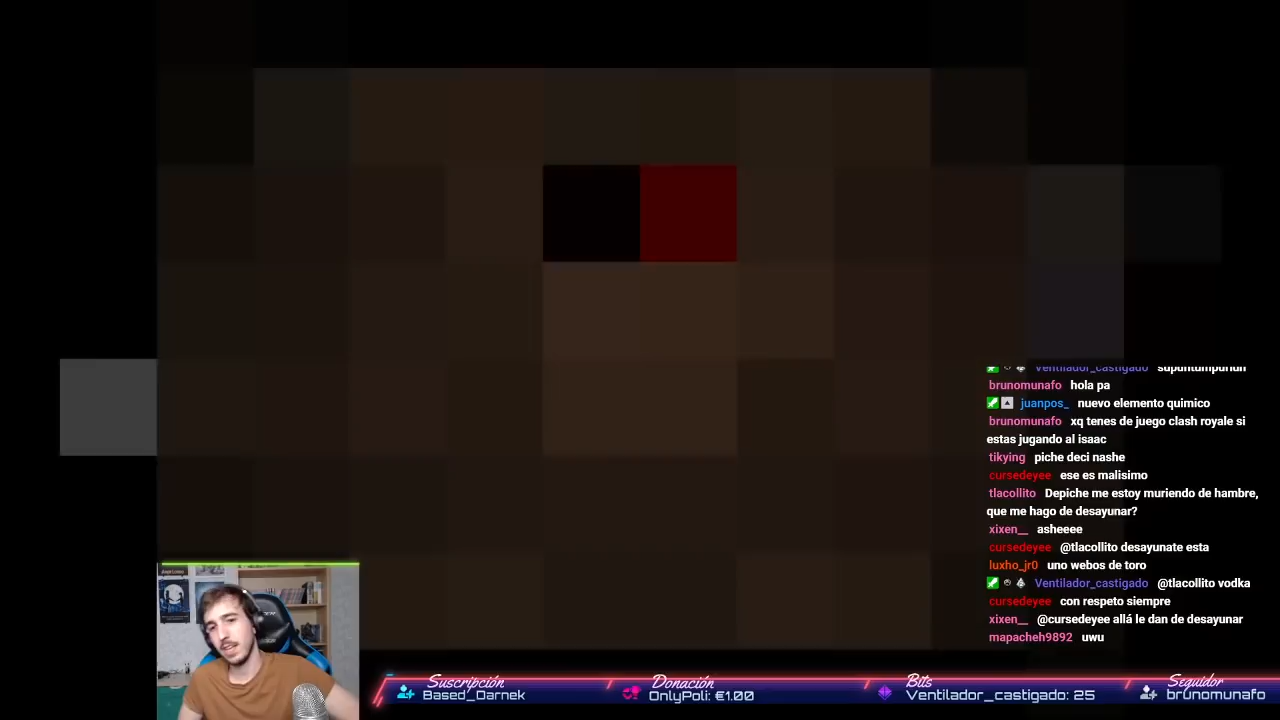 Ventilador_castigado supuntumpuriun
brunomunafo hola pa
juanpos_ nuevo elemento quimico
brunomunafo xq tenes de juego clash royale si
estas jugando al isaac
tikying piche deci nashe
cursedeyee ese es malisimo
tlacollito Depiche me estoy muriendo de hambre,
que me hago de desayunar?
xixen__ asheeee
cursedeyee @tlacollito desayunate esta
luxho_jr0 uno webos de toro
Ventilador_castigado @tlacollito vodka
cursedeyee con respeto siempre
xixen__ @cursedeyee allá le dan de desayunar
mapacheh9892 uwu
Suscripción
Based_Darnek
Donación
OnlyPoli: €1.00
Bits
Ventilador_castigado: 25
Seguidor
brunomunafo